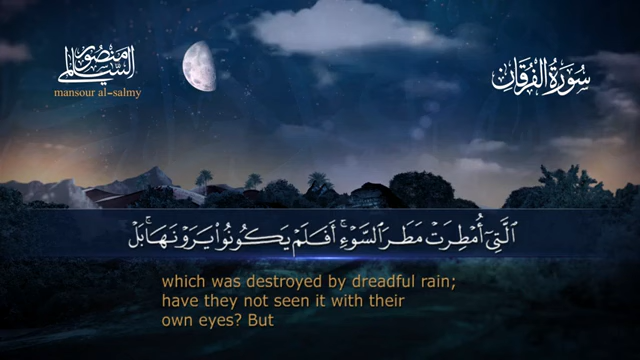 منصور السالمي
mansour al-salmy
سورة الفرقان
ٱلَّتِىٓ أُمْطِرَتْ مَطَرَ ٱلسَّوْءِ ۚ أَفَلَمْ يَكُونُوا۟ يَرَوْنَهَا ۚ بَلْ
which was destroyed by dreadful rain;
have they not seen it with their
own eyes? But